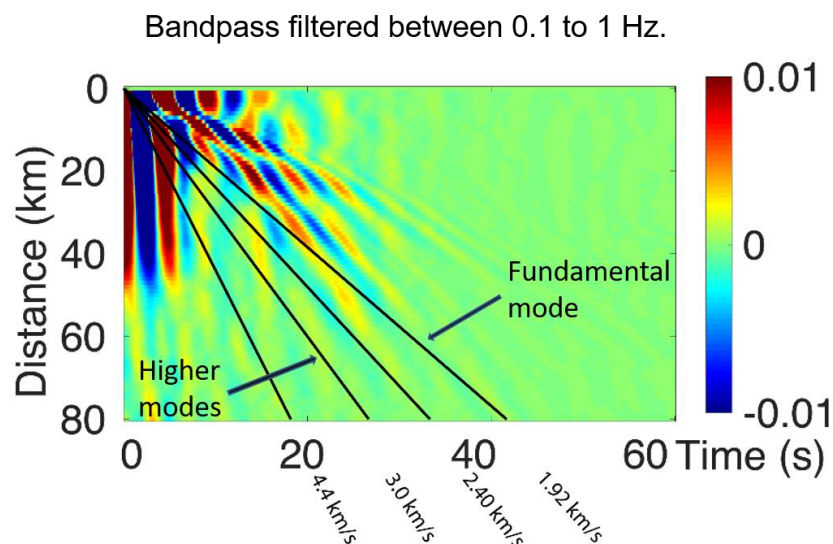 Bandpass filtered between 0.1 to 1 Hz.
0
20
40
60
80
Distance (km)
Fundamental
mode
Higher
modes
0.01
0
-0.01
0 20 40 60 Time (s)
4.4 km/s
3.0 km/s
2.40 km/s
1.92 km/s